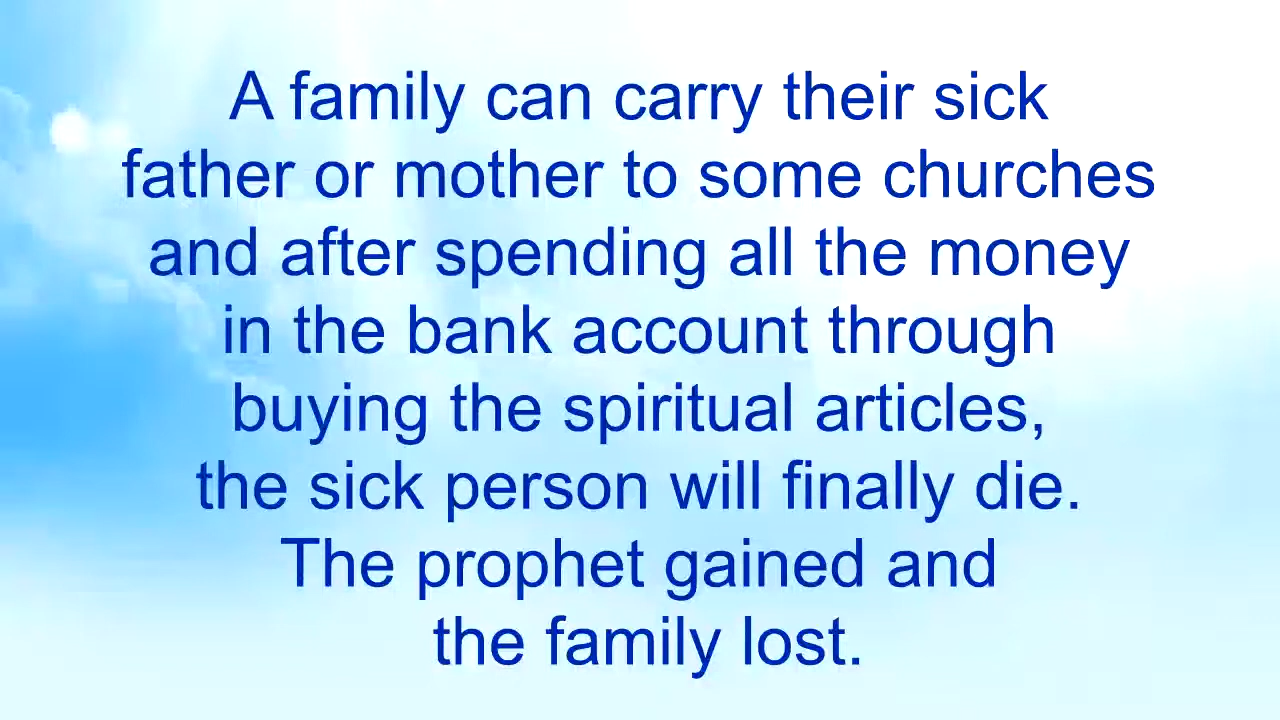 A family can carry their sick
father or mother to some churches
and after spending all the money
in the bank account through
buying the spiritual articles,
the sick person will finally die.
The prophet gained and
the family lost.